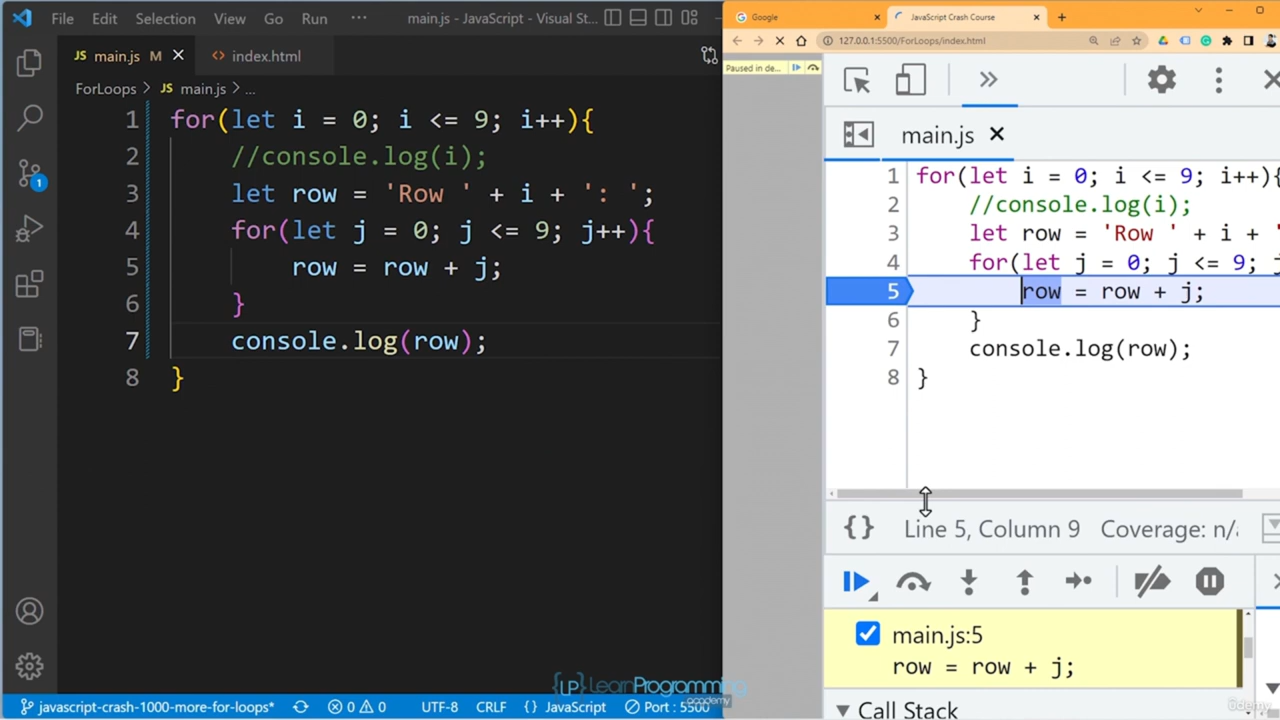 File Edit Selection View Go Run ··· main.js - JavaScript - Visual St...
JS main.js M
<> index.html
ForLoops > JS main.js > ...
1 for(let i = 0; i <= 9; i++){
2 //console.log(i);
3 let row = 'Row ' + i + ': ';
4 for(let j = 0; j <= 9; j++){
5 row = row + j;
6 }
7 console.log(row);
8 }
1
javascript-crash-1000-more-for-loops* 0 0 UTF-8 CRLF {} JavaScript Port : 5500
{LP} LearnProgramming
academy
Google
JavaScript Crash Course
127.0.0.1:5500/ForLoops/index.html
Paused in de...
main.js
1 for(let i = 0; i <= 9; i++){
2 //console.log(i);
3 let row = 'Row ' + i + '
4 for(let j = 0; j <= 9; j
5 row = row + j;
6 }
7 console.log(row);
8 }
{} Line 5, Column 9 Coverage: n/a
main.js:5
row = row + j;
Call Stack
ûdemy